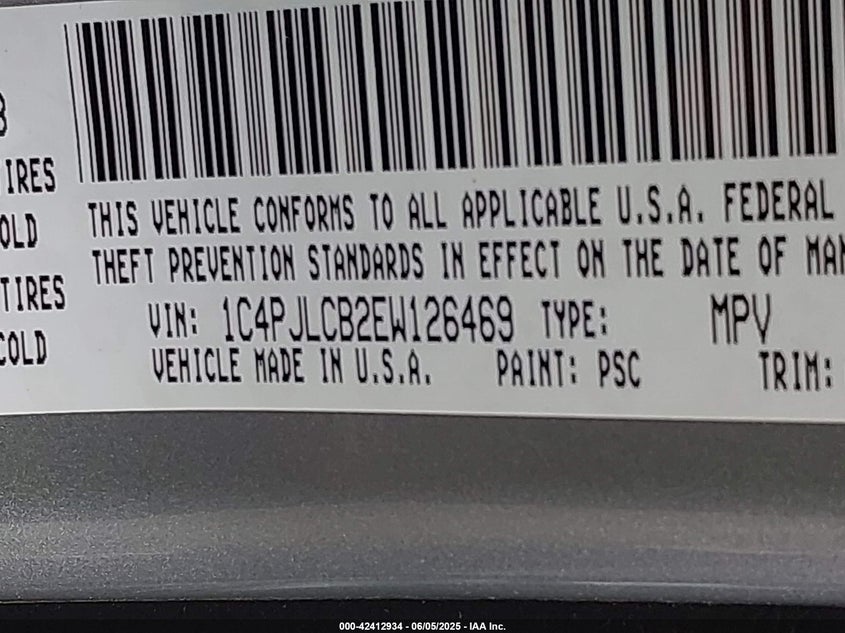 IRES
OLD
TIRES
COLD
THIS VEHICLE CONFORMS TO ALL APPLICABLE U.S.A. FEDERAL
THEFT PREVENTION STANDARDS IN EFFECT ON THE DATE OF MAN
VIN: 1C4PJLCB2EW126469 TYPE: MPV
VEHICLE MADE IN U.S.A. PAINT: PSC TRIM:
000-42412934 - 06/05/2025 - IAA Inc.